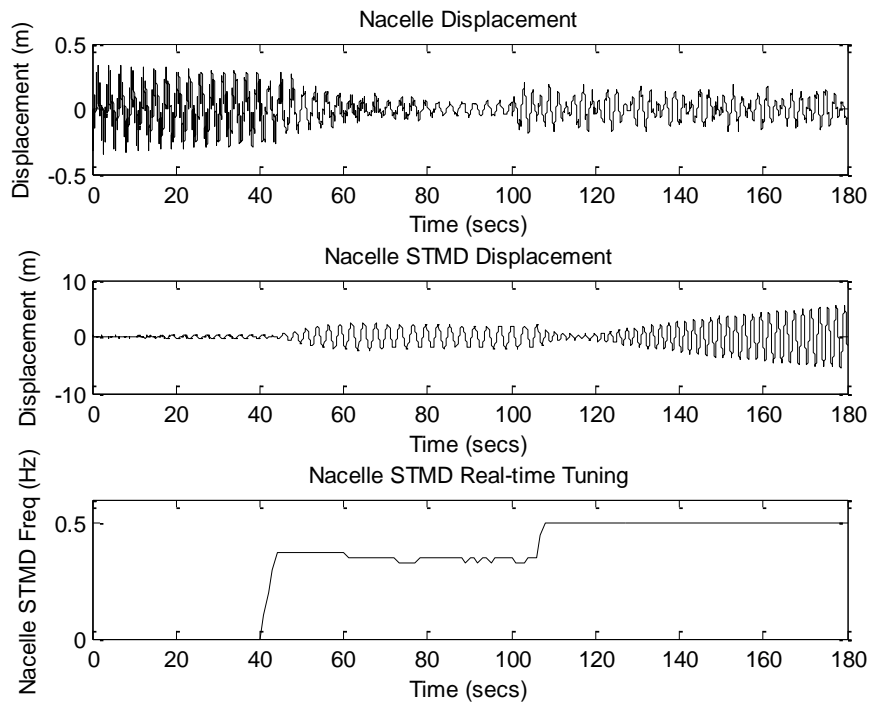 Nacelle Displacement
Displacement (m)
0.5
0
-0.5
0 20 40 60 80 100 120 140 160 180
Time (secs)
Nacelle STMD Displacement
Displacement (m)
10
0
-10
0 20 40 60 80 100 120 140 160 180
Time (secs)
Nacelle STMD Real-time Tuning
Nacelle STMD Freq (Hz)
0.5
0
0 20 40 60 80 100 120 140 160 180
Time (secs)